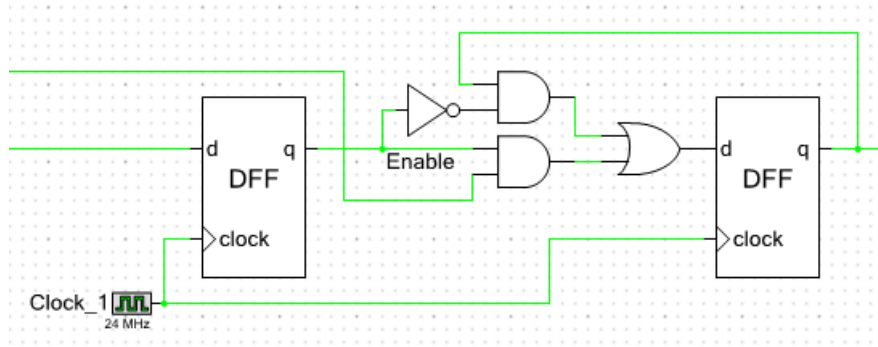 d q
DFF
clock
Enable
d q
DFF
clock
Clock_1
24 MHz